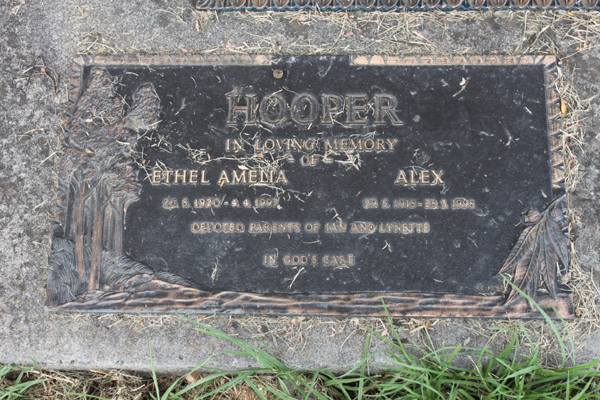 HOOPER
IN LOVING MEMORY
OF
ETHEL AMELIA ALEX
DEVOTED PARENTS OF IAN AND LYNETTE
IN GOD'S CARE